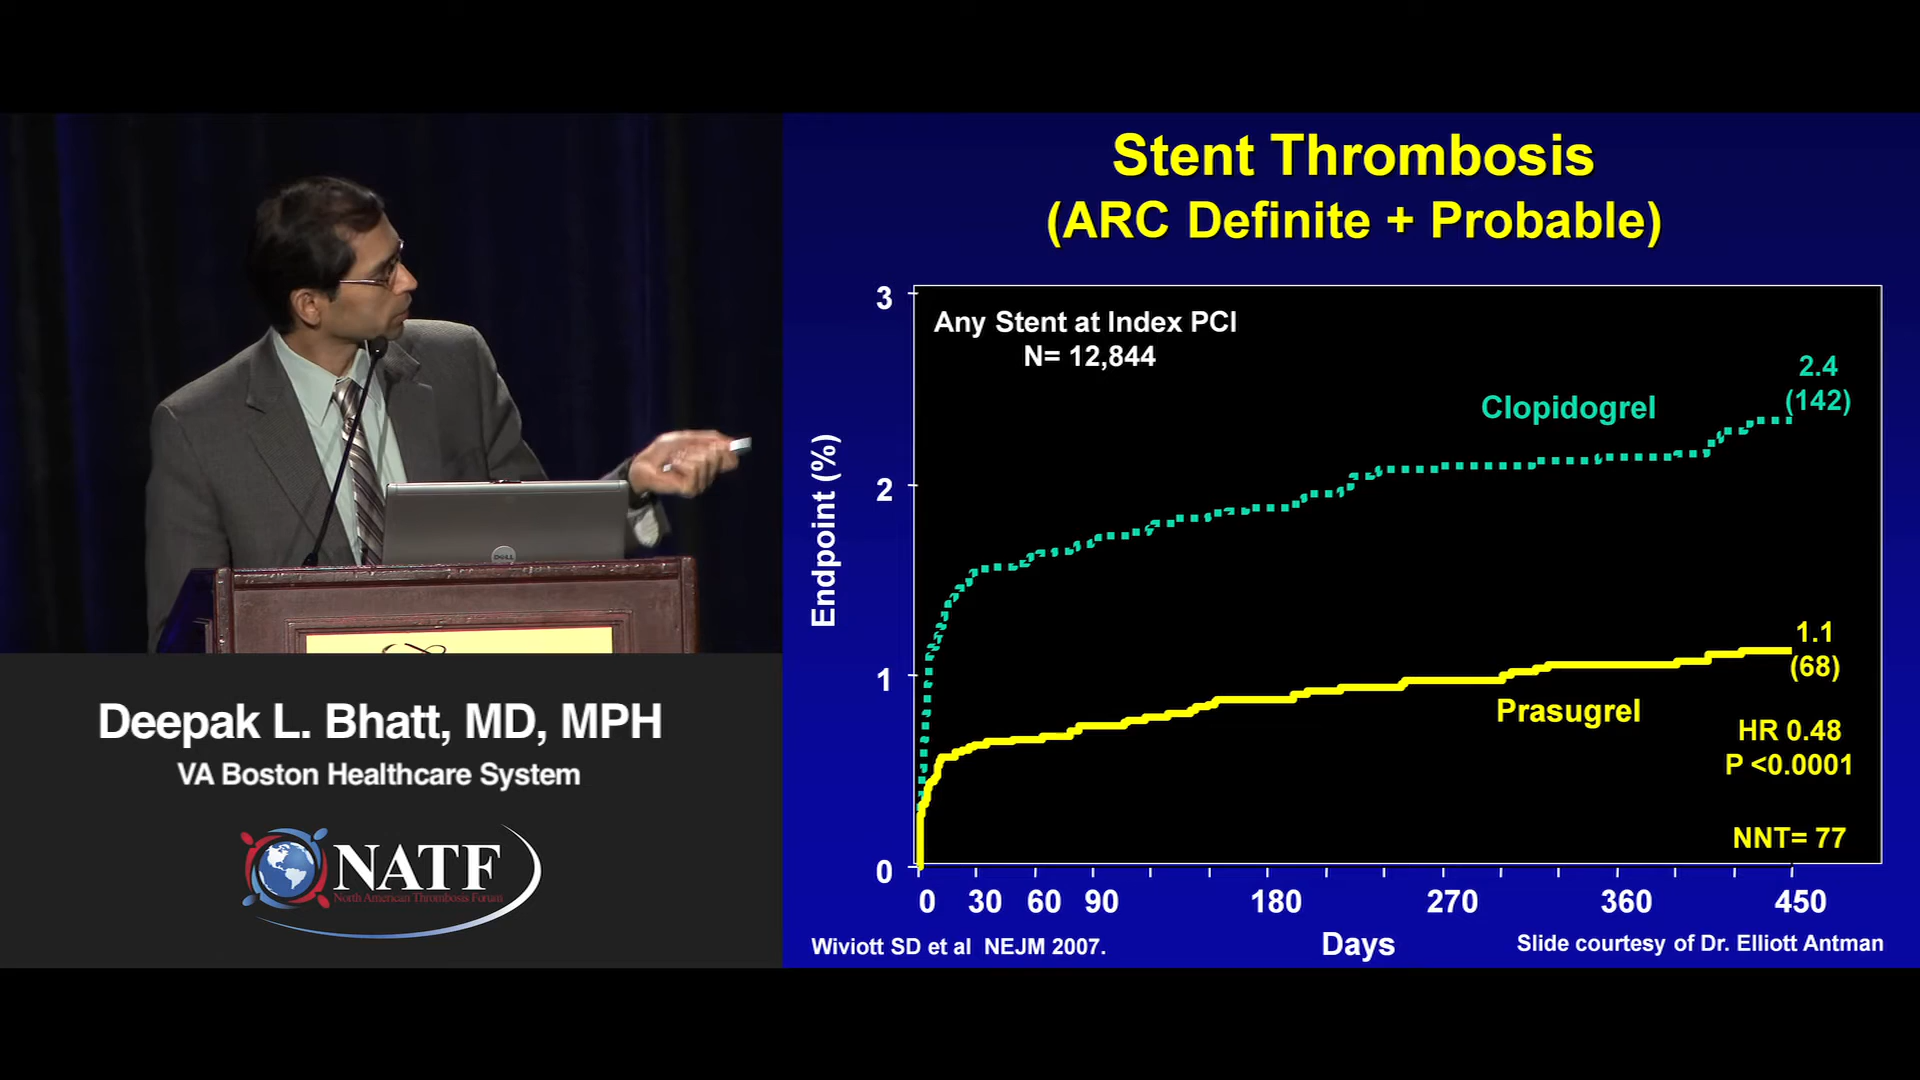 Stent Thrombosis
(ARC Definite + Probable)
Any Stent at Index PCI
N= 12,844
3
2
1
0
Endpoint (%)
2.4
(142)
Clopidogrel
1.1
(68)
Prasugrel
HR 0.48
P <0.0001
NNT= 77
0 30 60 90 180 270 360 450
Days
Wiviott SD et al NEJM 2007.
Slide courtesy of Dr. Elliott Antman
DELL
Deepak L. Bhatt, MD, MPH
VA Boston Healthcare System
NATF
North American Thrombosis Forum